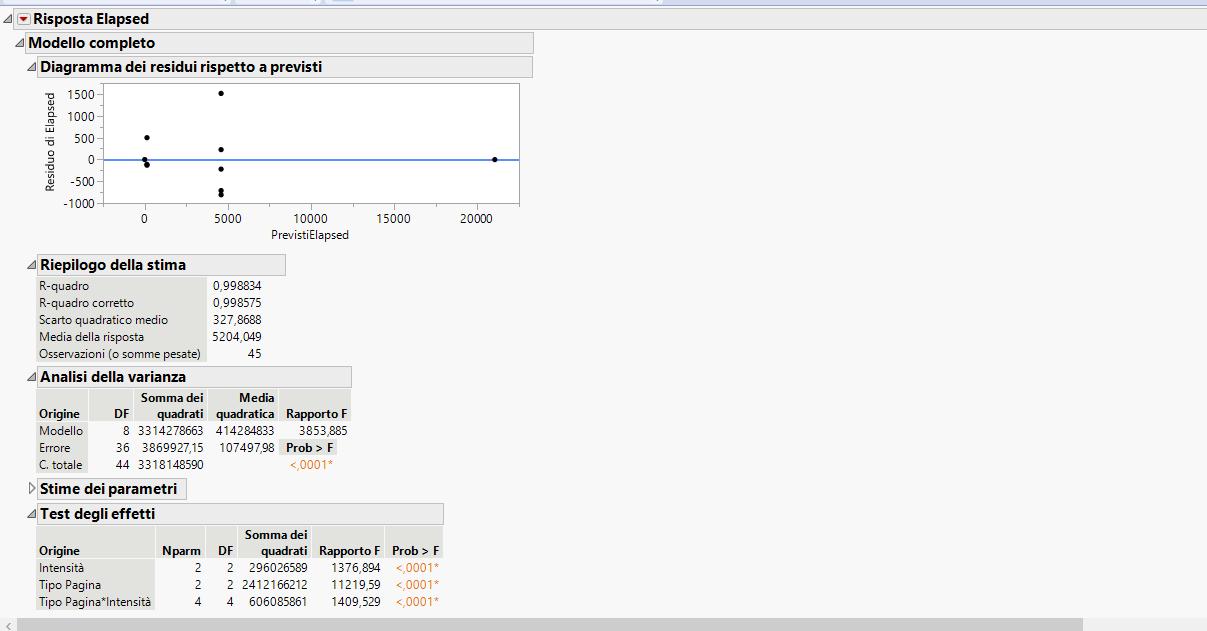 Risposta Elapsed
Modello completo
Diagramma dei residui rispetto a previsti
1500
1000
500
0
-500
-1000
Residuo di Elapsed
0 5000 10000 15000 20000
PrevistiElapsed
Riepilogo della stima
R-quadro 0,998834
R-quadro corretto 0,998575
Scarto quadratico medio 327,8688
Media della risposta 5204,049
Osservazioni (o somme pesate) 45
Analisi della varianza
Somma dei Media
Origine DF quadrati quadratica Rapporto F
Modello 8 3314278663 414284833 3853,885
Errore 36 3869927,15 107497,98 Prob > F
C. totale 44 3318148590 <,0001*
Stime dei parametri
Test degli effetti
Somma dei
Origine Nparm DF quadrati Rapporto F Prob > F
Intensità 2 2 296026589 1376,894 <,0001*
Tipo Pagina 2 2 2412166212 11219,59 <,0001*
Tipo Pagina*Intensità 4 4 606085861 1409,529 <,0001*